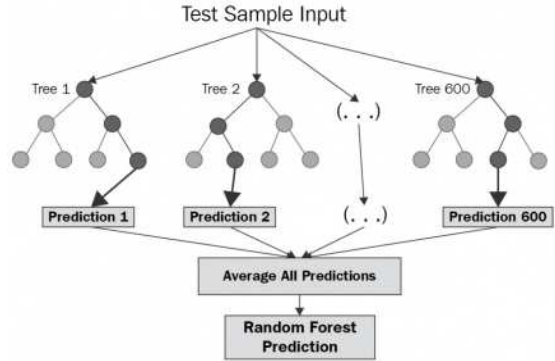 Test Sample Input
Tree 1
Tree 2
Tree 600
(. . .)
Prediction 1
Prediction 2
(. . .)
Prediction 600
Average All Predictions
Random Forest
Prediction